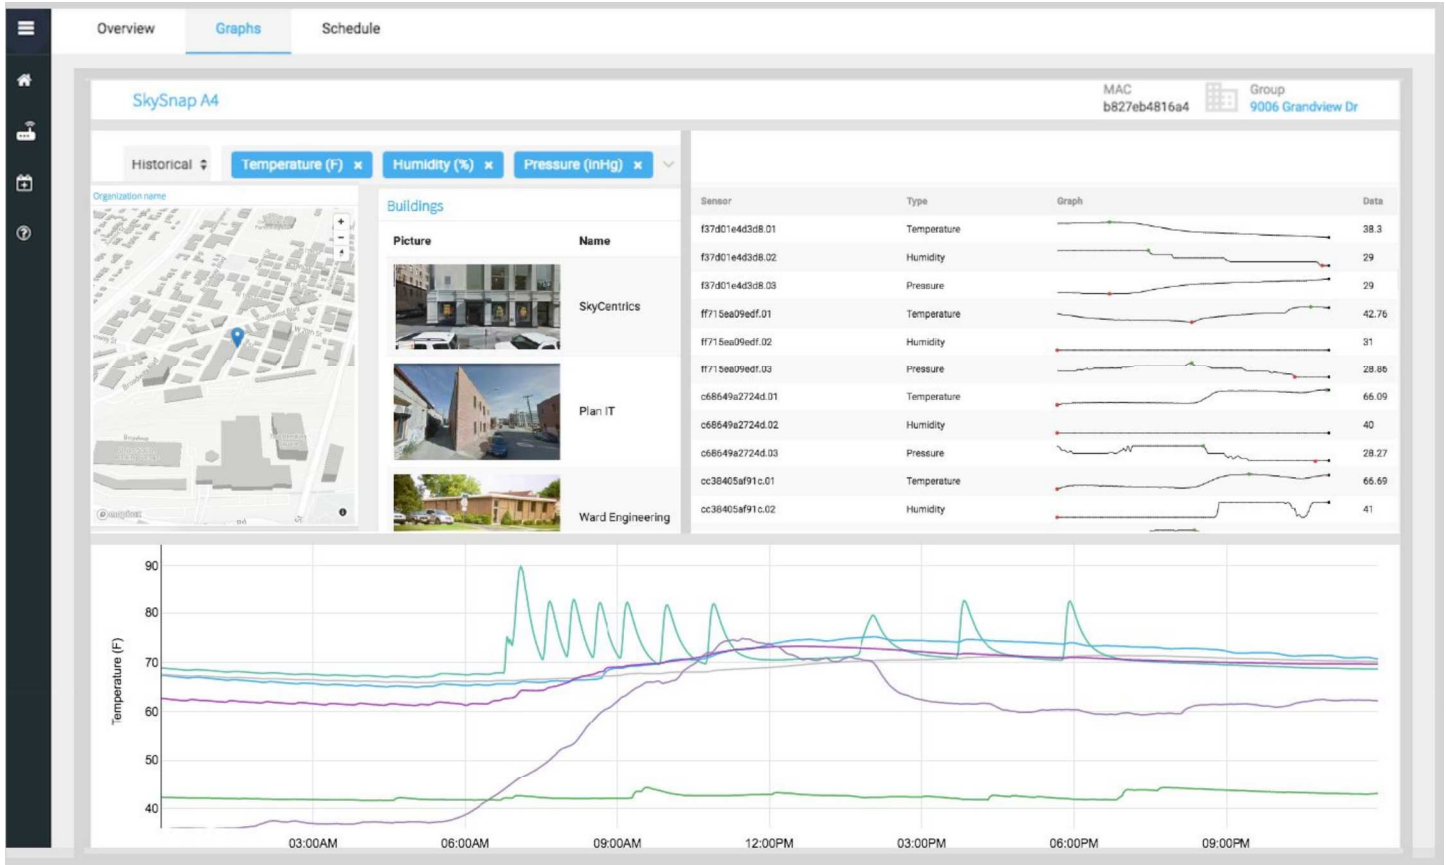 Overview Graphs Schedule
SkySnap A4
MAC
b827eb4816a4
Group
9006 Grandview Dr
Historical Temperature (F) x Humidity (%) x Pressure (inHg) x
Organization name
Buildings
Picture Name
SkyCentrics
Plan IT
Ward Engineering
W 20th St
Broadway
mapbox
Sensor Type Graph Data
f37d01e4d3d8.01 Temperature 38.3
f37d01e4d3d8.02 Humidity 29
f37d01e4d3d8.03 Pressure 29
ff715ea09edf.01 Temperature 42.76
ff715ea09edf.02 Humidity 31
ff715ea09edf.03 Pressure 28.86
c68649a2724d.01 Temperature 66.09
c68649a2724d.02 Humidity 40
c68649a2724d.03 Pressure 28.27
cc38405af91c.01 Temperature 66.69
cc38405af91c.02 Humidity 41
Temperature (F)
90
80
70
60
50
40
03:00AM 06:00AM 09:00AM 12:00PM 03:00PM 06:00PM 09:00PM